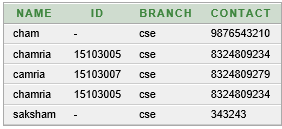 NAME ID BRANCH CONTACT
cham - cse 9876543210
chamria 15103005 cse 8324809234
camria 15103007 cse 8324809279
chamria 15103005 cse 8324809234
saksham - cse 343243